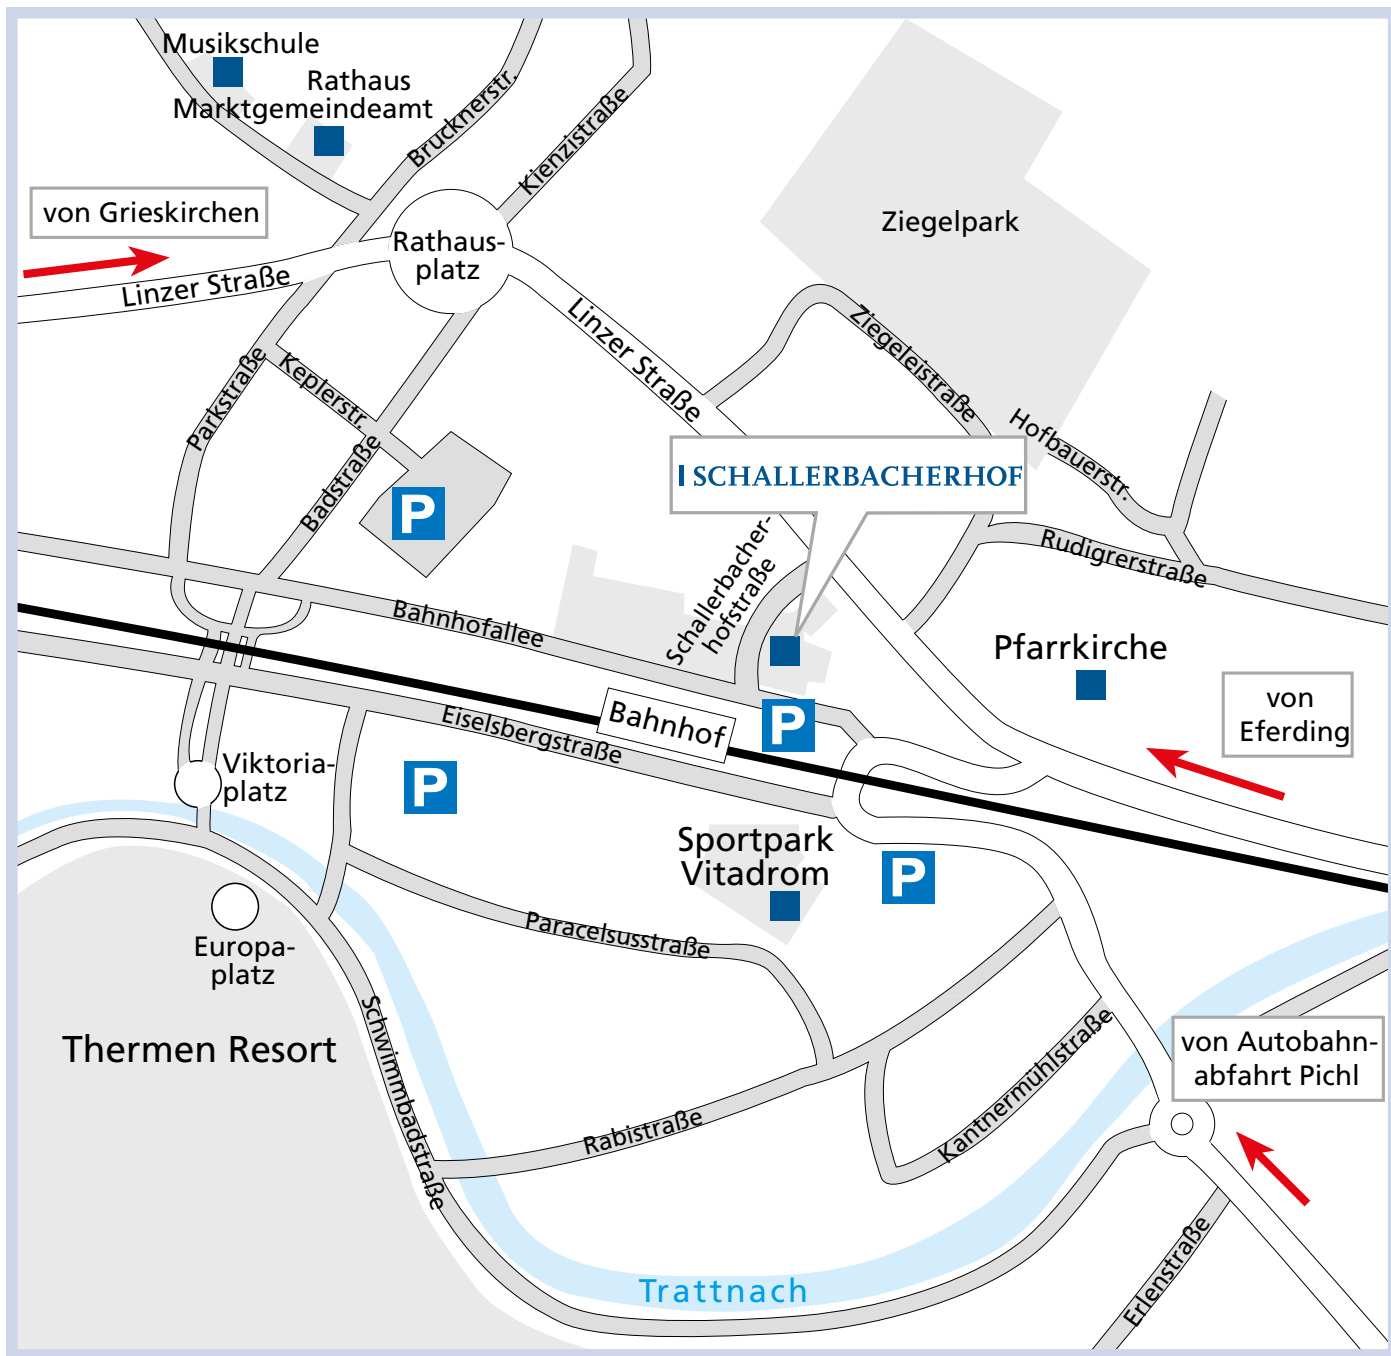 Musikschule
Rathaus
Marktgemeindeamt
Brucknerstr.
Kienzlstraße
von Grieskirchen
Rathaus-
platz
Ziegelpark
Linzer Straße
Linzer Straße
Ziegeleistraße
Parkstraße
Keplerstr.
Badstraße
Hofbauerstr.
SCHALLERBACHERHOF
P
Rudigrerstraße
Schallerbacher-
hofstraße
Bahnhofallee
Pfarrkirche
von
Eferding
Bahnhof
P
Eiselsbergstraße
Viktoria-
platz
P
Sportpark
Vitadrom
P
Europa-
platz
Paracelsusstraße
Thermen Resort
Schwimmbadstraße
von Autobahn-
abfahrt Pichl
Kantnermühlstraße
Rabistraße
Trattnach
Erlenstraße